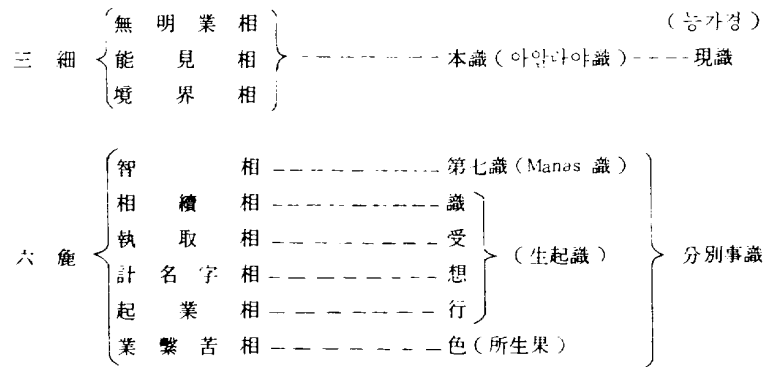 無明業相 (능가경)
三細 能見相 本識(아알라야識) 現識
境界相
智相 第七識(Manas 識)
相續相 識
執取相 受
六麁 (生起識) 分別事識
計名字相 想
起業相 行
業繫苦相 色(所生果)